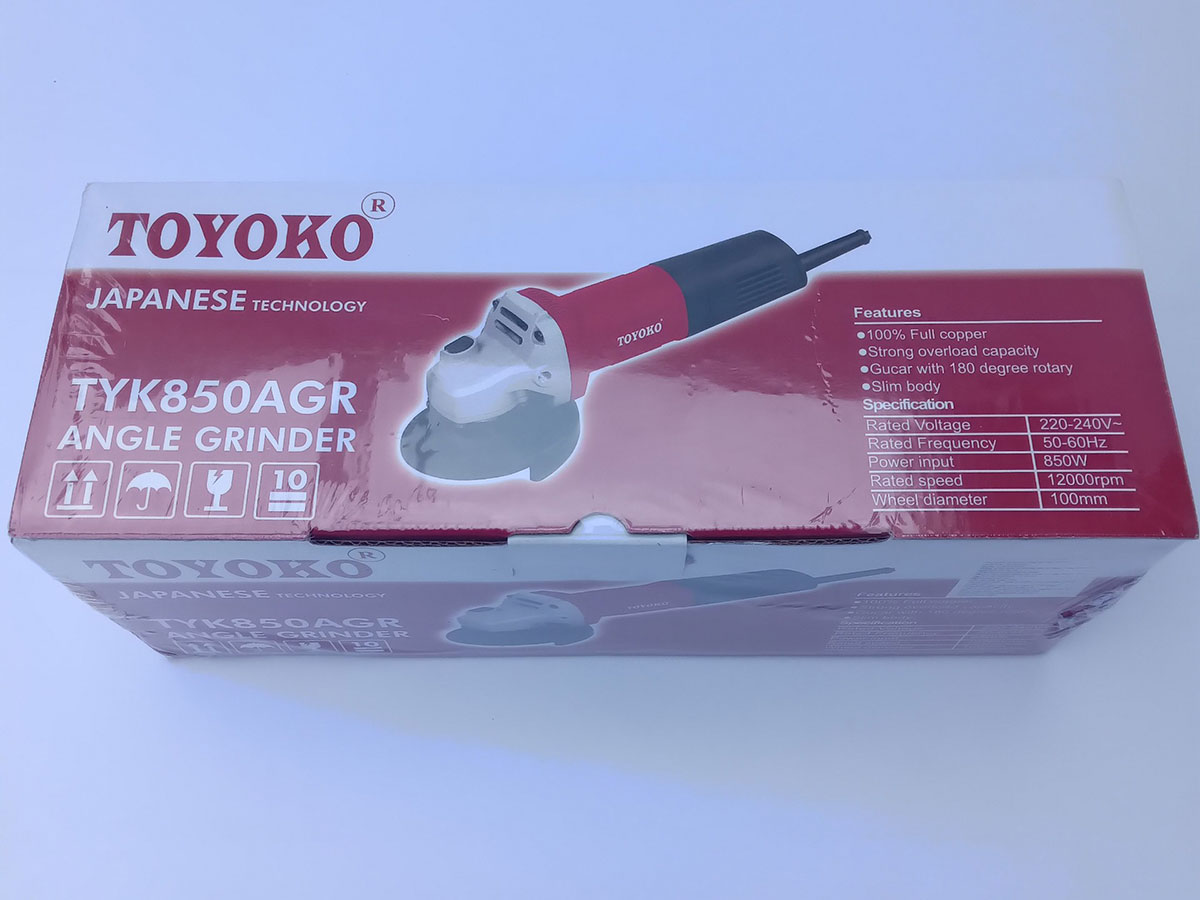 TOYOKO ®
JAPANESE TECHNOLOGY
TYK850AGR
ANGLE GRINDER
10
TOYOKO
Features
●100% Full copper
●Strong overload capacity
●Gucar with 180 degree rotary
●Slim body
Specification
Rated Voltage 220-240V~
Rated Frequency 50-60Hz
Power input 850W
Rated speed 12000rpm
Wheel diameter 100mm
TOYOKO ®
JAPANESE TECHNOLOGY
TYK850AGR
ANGLE GRINDER
10
TOYOKO
Features
Specification